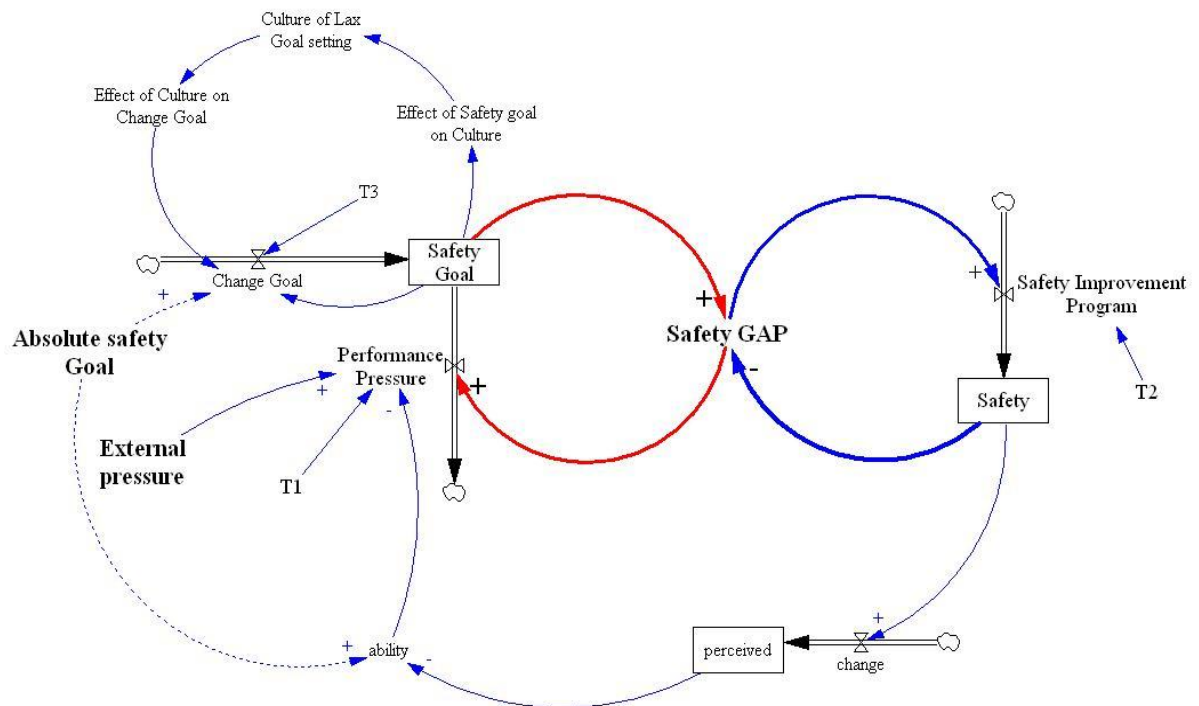 Culture of Lax
Goal setting
Effect of Culture on
Change Goal
Effect of Safety goal
on Culture
T3
Safety
Goal
Change Goal
+
+
+
Safety Improvement
Program
Safety GAP
-
Absolute safety
Goal
Performance
Pressure
+
+
-
Safety
T2
External
pressure
T1
+
+
ability
-
perceived
change